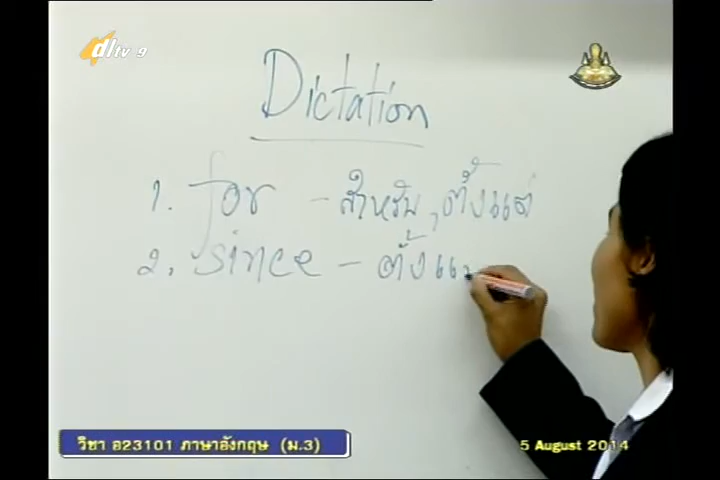 dltv 9
Dictation
1. for - สำหรับ, ตั้งแต่
2. since - ตั้งแ
วิชา อ23101 ภาษาอังกฤษ (ม.3)
5 August 2014